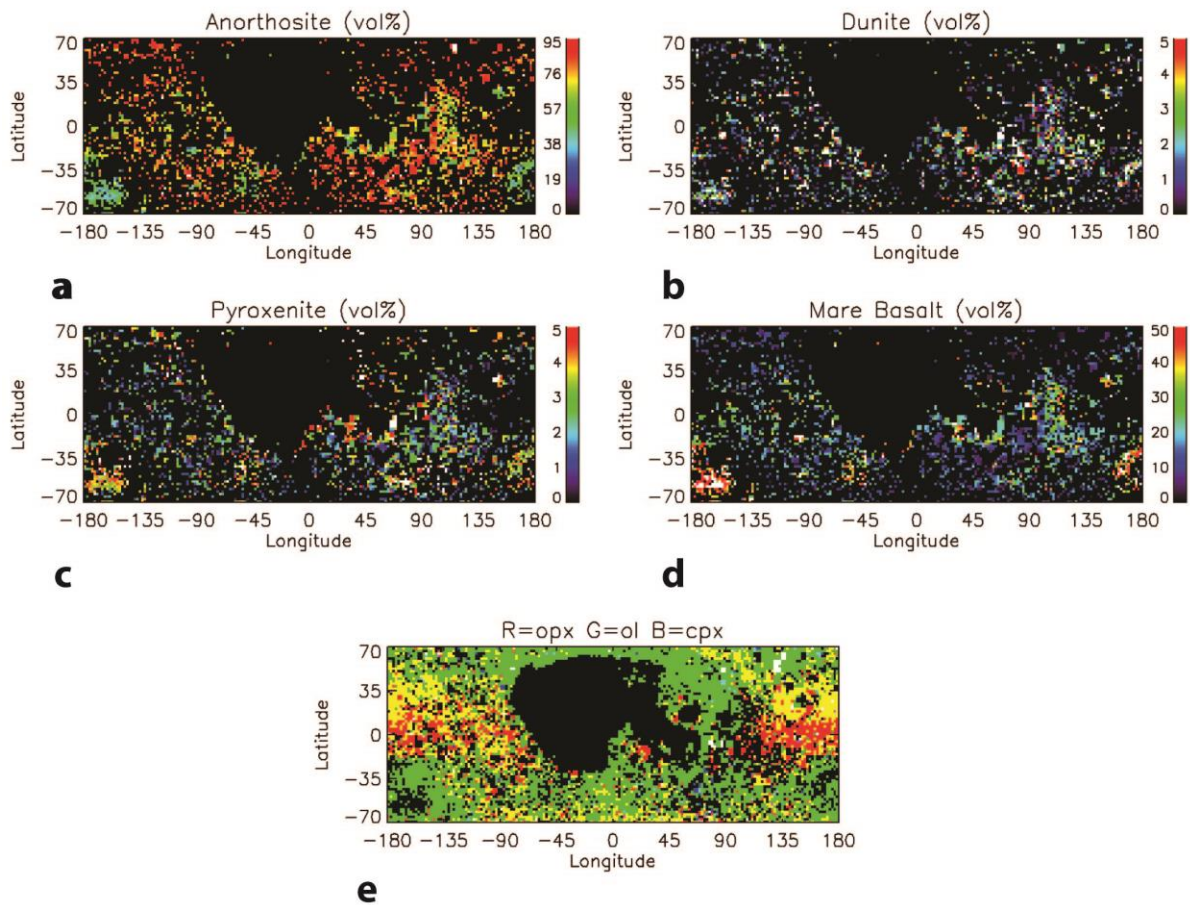 Anorthosite (vol%)
Latitude
70
35
0
−35
−70
95
76
57
38
19
0
−180 −135 −90 −45 0 45 90 135 180
Longitude
a
Dunite (vol%)
Latitude
70
35
0
−35
−70
5
4
3
2
1
0
−180 −135 −90 −45 0 45 90 135 180
Longitude
b
Pyroxenite (vol%)
Latitude
70
35
0
−35
−70
5
4
3
2
1
0
−180 −135 −90 −45 0 45 90 135 180
Longitude
c
Mare Basalt (vol%)
Latitude
70
35
0
−35
−70
50
40
30
20
10
0
−180 −135 −90 −45 0 45 90 135 180
Longitude
d
R=opx G=ol B=cpx
Latitude
70
35
0
−35
−70
−180 −135 −90 −45 0 45 90 135 180
Longitude
e